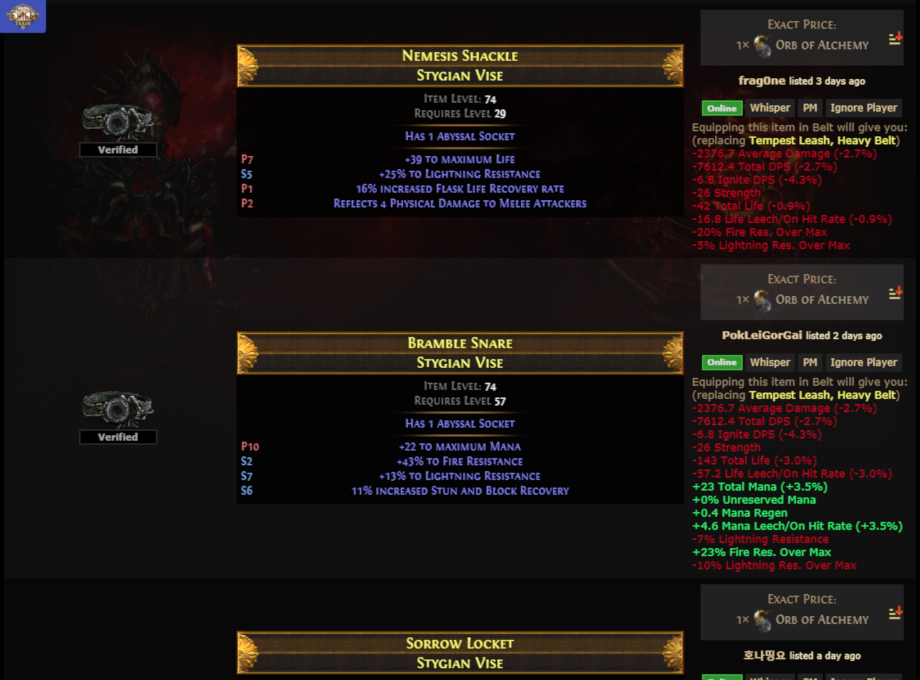 TRADE
Nemesis Shackle
Stygian Vise
Item Level: 74
Requires Level 29
Has 1 Abyssal Socket
P7 +39 to maximum Life
S5 +25% to Lightning Resistance
P1 16% increased Flask Life Recovery rate
P2 Reflects 4 Physical Damage to Melee Attackers
Verified
Exact Price:
1× Orb of Alchemy
frag0ne listed 3 days ago
Online Whisper PM Ignore Player
Equipping this item in Belt will give you:
(replacing Tempest Leash, Heavy Belt)
-2376.7 Average Damage (-2.7%)
-7612.4 Total DPS (-2.7%)
-6.8 Ignite DPS (-4.3%)
-26 Strength
-42 Total Life (-0.9%)
-16.8 Life Leech/On Hit Rate (-0.9%)
-20% Fire Res. Over Max
-5% Lightning Res. Over Max
Bramble Snare
Stygian Vise
Item Level: 74
Requires Level 57
Has 1 Abyssal Socket
P10 +22 to maximum Mana
S2 +43% to Fire Resistance
S7 +13% to Lightning Resistance
S6 11% increased Stun and Block Recovery
Verified
Exact Price:
1× Orb of Alchemy
PokLeiGorGai listed 2 days ago
Online Whisper PM Ignore Player
Equipping this item in Belt will give you:
(replacing Tempest Leash, Heavy Belt)
-2376.7 Average Damage (-2.7%)
-7612.4 Total DPS (-2.7%)
-6.8 Ignite DPS (-4.3%)
-26 Strength
-143 Total Life (-3.0%)
-57.2 Life Leech/On Hit Rate (-3.0%)
+23 Total Mana (+3.5%)
+0% Unreserved Mana
+0.4 Mana Regen
+4.6 Mana Leech/On Hit Rate (+3.5%)
-7% Lightning Resistance
+23% Fire Res. Over Max
-10% Lightning Res. Over Max
Sorrow Locket
Stygian Vise
Exact Price:
1× Orb of Alchemy
호나띵요 listed a day ago
Online Whisper PM Ignore Player